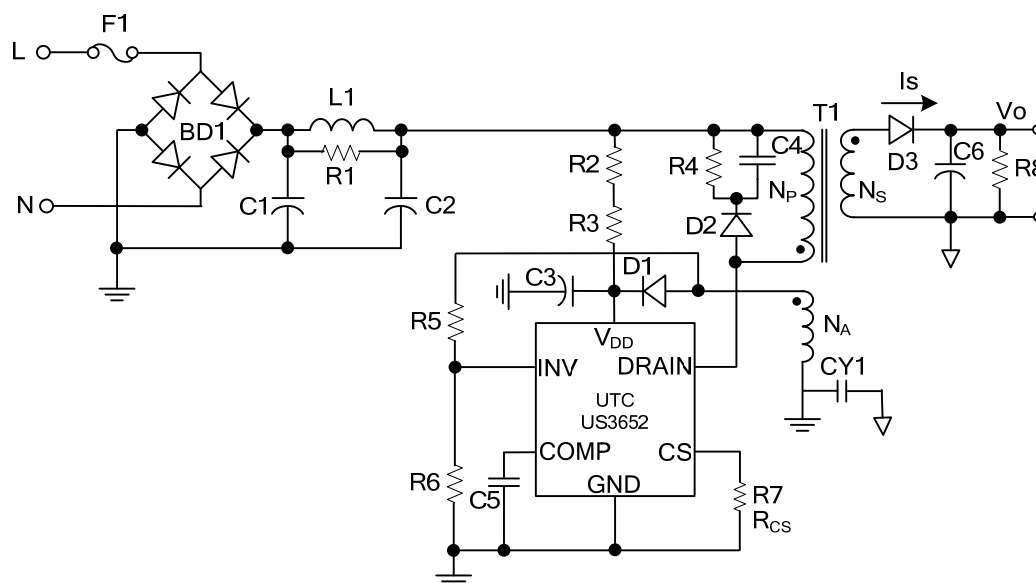 F1
L
BD1
N
L1
R1
C1
C2
R2
R3
R4
C4
D2
T1
NP
NS
Is
D3
C6
Vo
R8
C3
D1
R5
R6
C5
VDD
INV
DRAIN
UTC
US3652
COMP
CS
GND
NA
CY1
R7
RCS